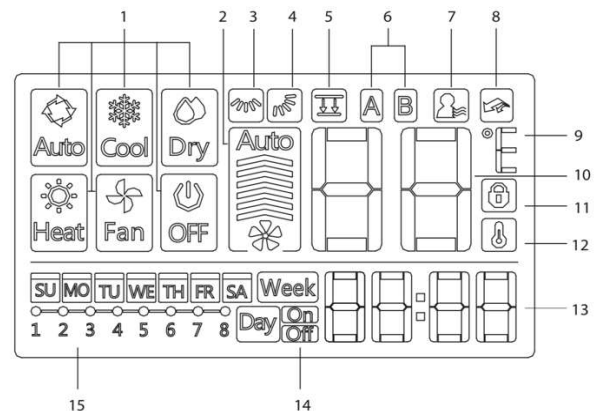 1 2 3 4 5 6 7 8
Auto Cool Dry Auto A B
9
10
Heat Fan OFF
11
12
SU MO TU WE TH FR SA Week
1 2 3 4 5 6 7 8 Day On
Off
88:88
13
15 14